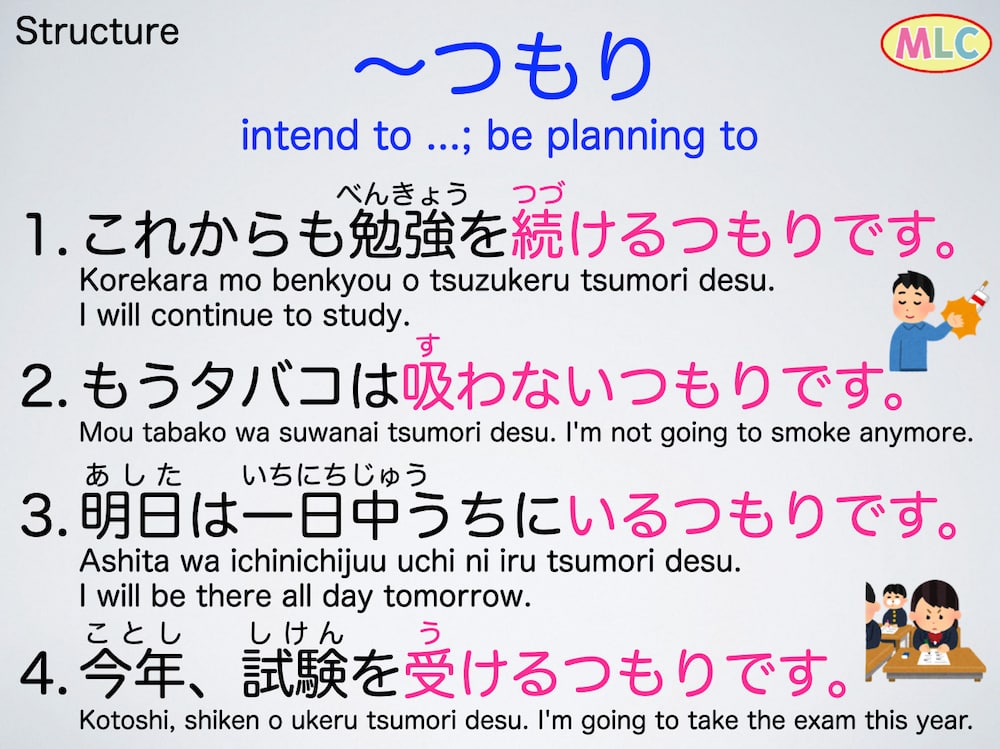 Structure
MLC
～つもり
intend to ...; be planning to
べんきょう つづ
1. これからも勉強を続けるつもりです。
Korekara mo benkyou o tsuzukeru tsumori desu.
I will continue to study.
す
2. もうタバコは吸わないつもりです。
Mou tabako wa suwanai tsumori desu. I'm not going to smoke anymore.
あした いちにちじゅう
3. 明日は一日中うちにいるつもりです。
Ashita wa ichinichijuu uchi ni iru tsumori desu.
I will be there all day tomorrow.
ことし しけん う
4. 今年、試験を受けるつもりです。
Kotoshi, shiken o ukeru tsumori desu. I'm going to take the exam this year.